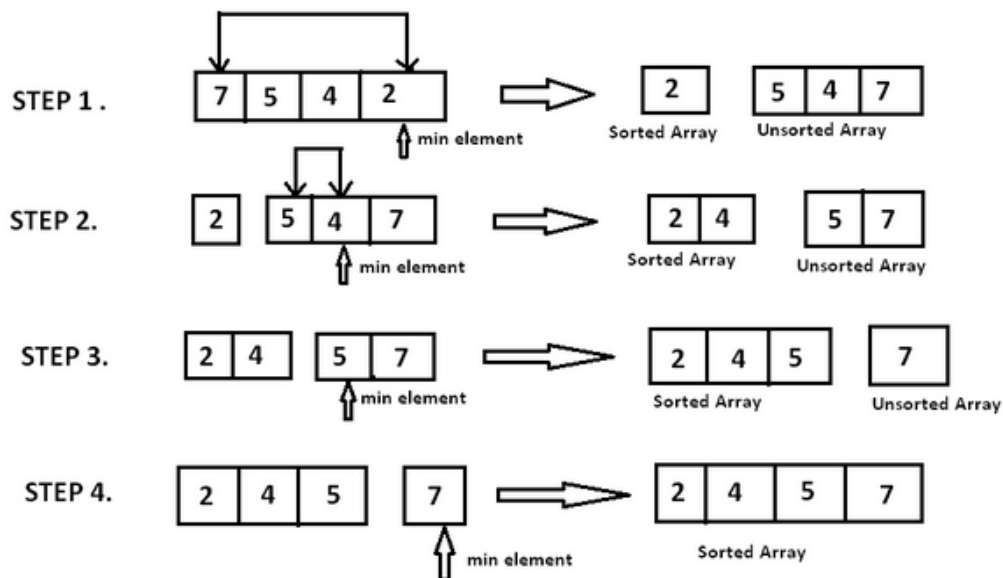 STEP 1 .
7 5 4 2
2
5 4 7
min element
Sorted Array
Unsorted Array
STEP 2.
2
5 4 7
2 4
5 7
min element
Sorted Array
Unsorted Array
STEP 3.
2 4
5 7
2 4 5
7
min element
Sorted Array
Unsorted Array
STEP 4.
2 4 5
7
2 4 5 7
min element
Sorted Array